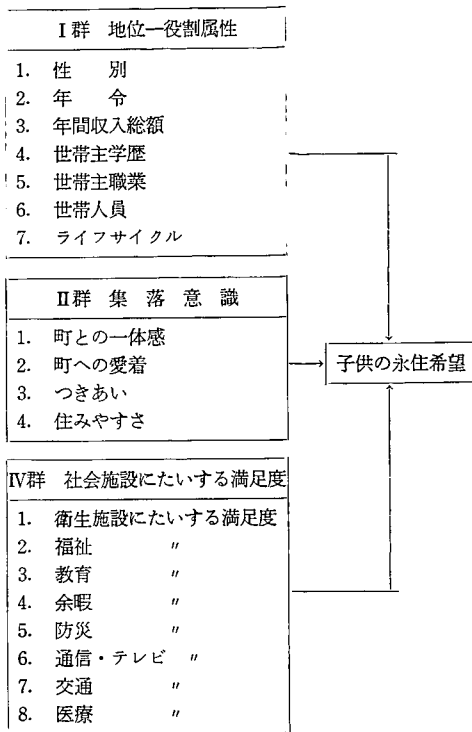 I群 地位一役割属性
1. 性 別
2. 年 令
3. 年間収入総額
4. 世帯主学歴
5. 世帯主職業
6. 世帯人員
7. ライフサイクル
II群 集落意識
1. 町との一体感
2. 町への愛着
3. つきあい
4. 住みやすさ
子供の永住希望
IV群 社会施設にたいする満足度
1. 衛生施設にたいする満足度
2. 福祉 〃
3. 教育 〃
4. 余暇 〃
5. 防災 〃
6. 通信・テレビ 〃
7. 交通 〃
8. 医療 〃